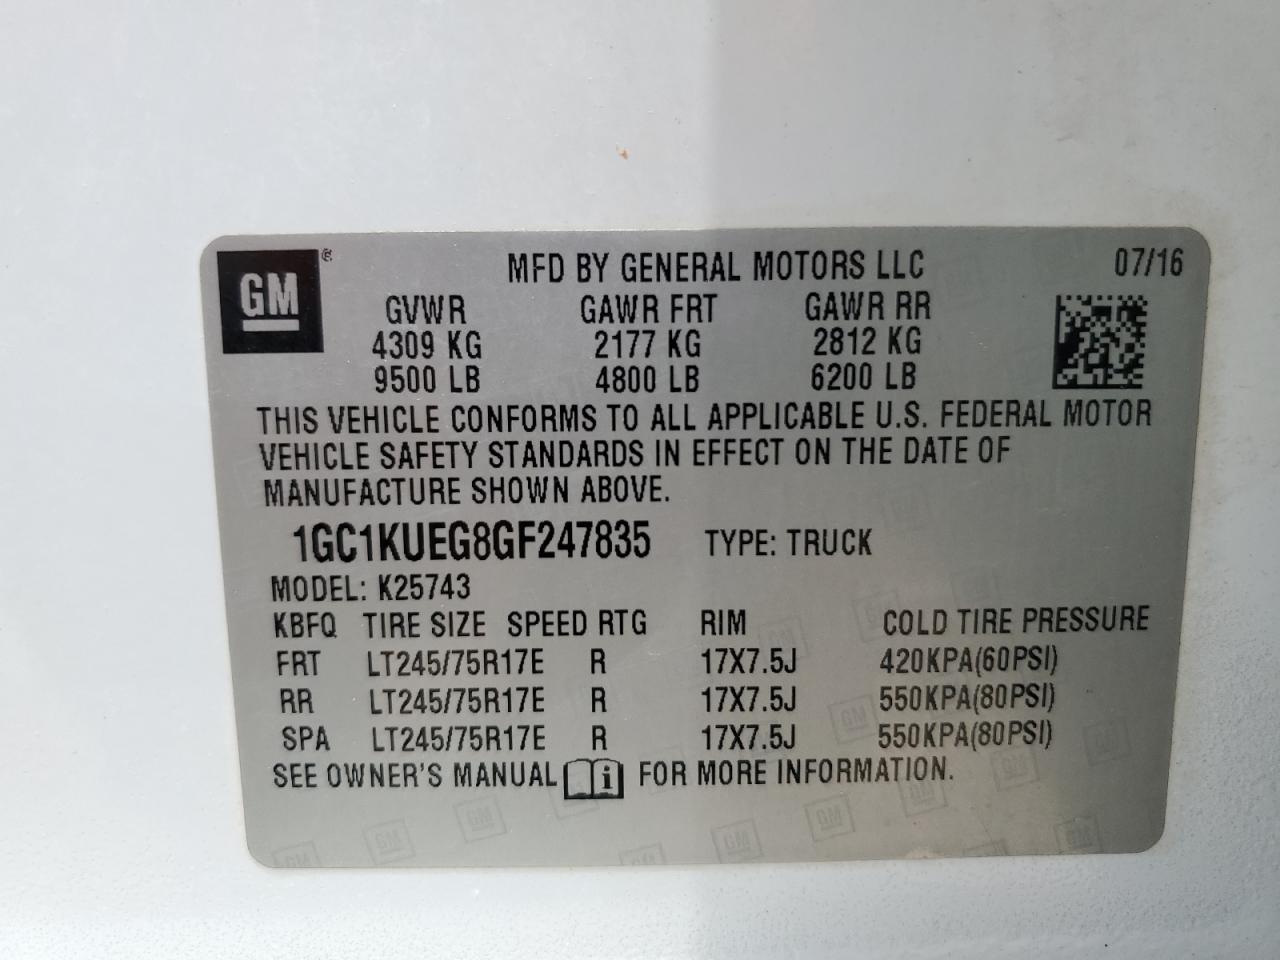 GM®
MFD BY GENERAL MOTORS LLC 07/16
GVWR GAWR FRT GAWR RR
4309 KG 2177 KG 2812 KG
9500 LB 4800 LB 6200 LB
THIS VEHICLE CONFORMS TO ALL APPLICABLE U.S. FEDERAL MOTOR
VEHICLE SAFETY STANDARDS IN EFFECT ON THE DATE OF
MANUFACTURE SHOWN ABOVE.
1GC1KUEG8GF247835 TYPE: TRUCK
MODEL: K25743
KBFQ TIRE SIZE SPEED RTG RIM COLD TIRE PRESSURE
FRT LT245/75R17E R 17X7.5J 420KPA(60PSI)
RR LT245/75R17E R 17X7.5J 550KPA(80PSI)
SPA LT245/75R17E R 17X7.5J 550KPA(80PSI)
SEE OWNER'S MANUAL i FOR MORE INFORMATION.